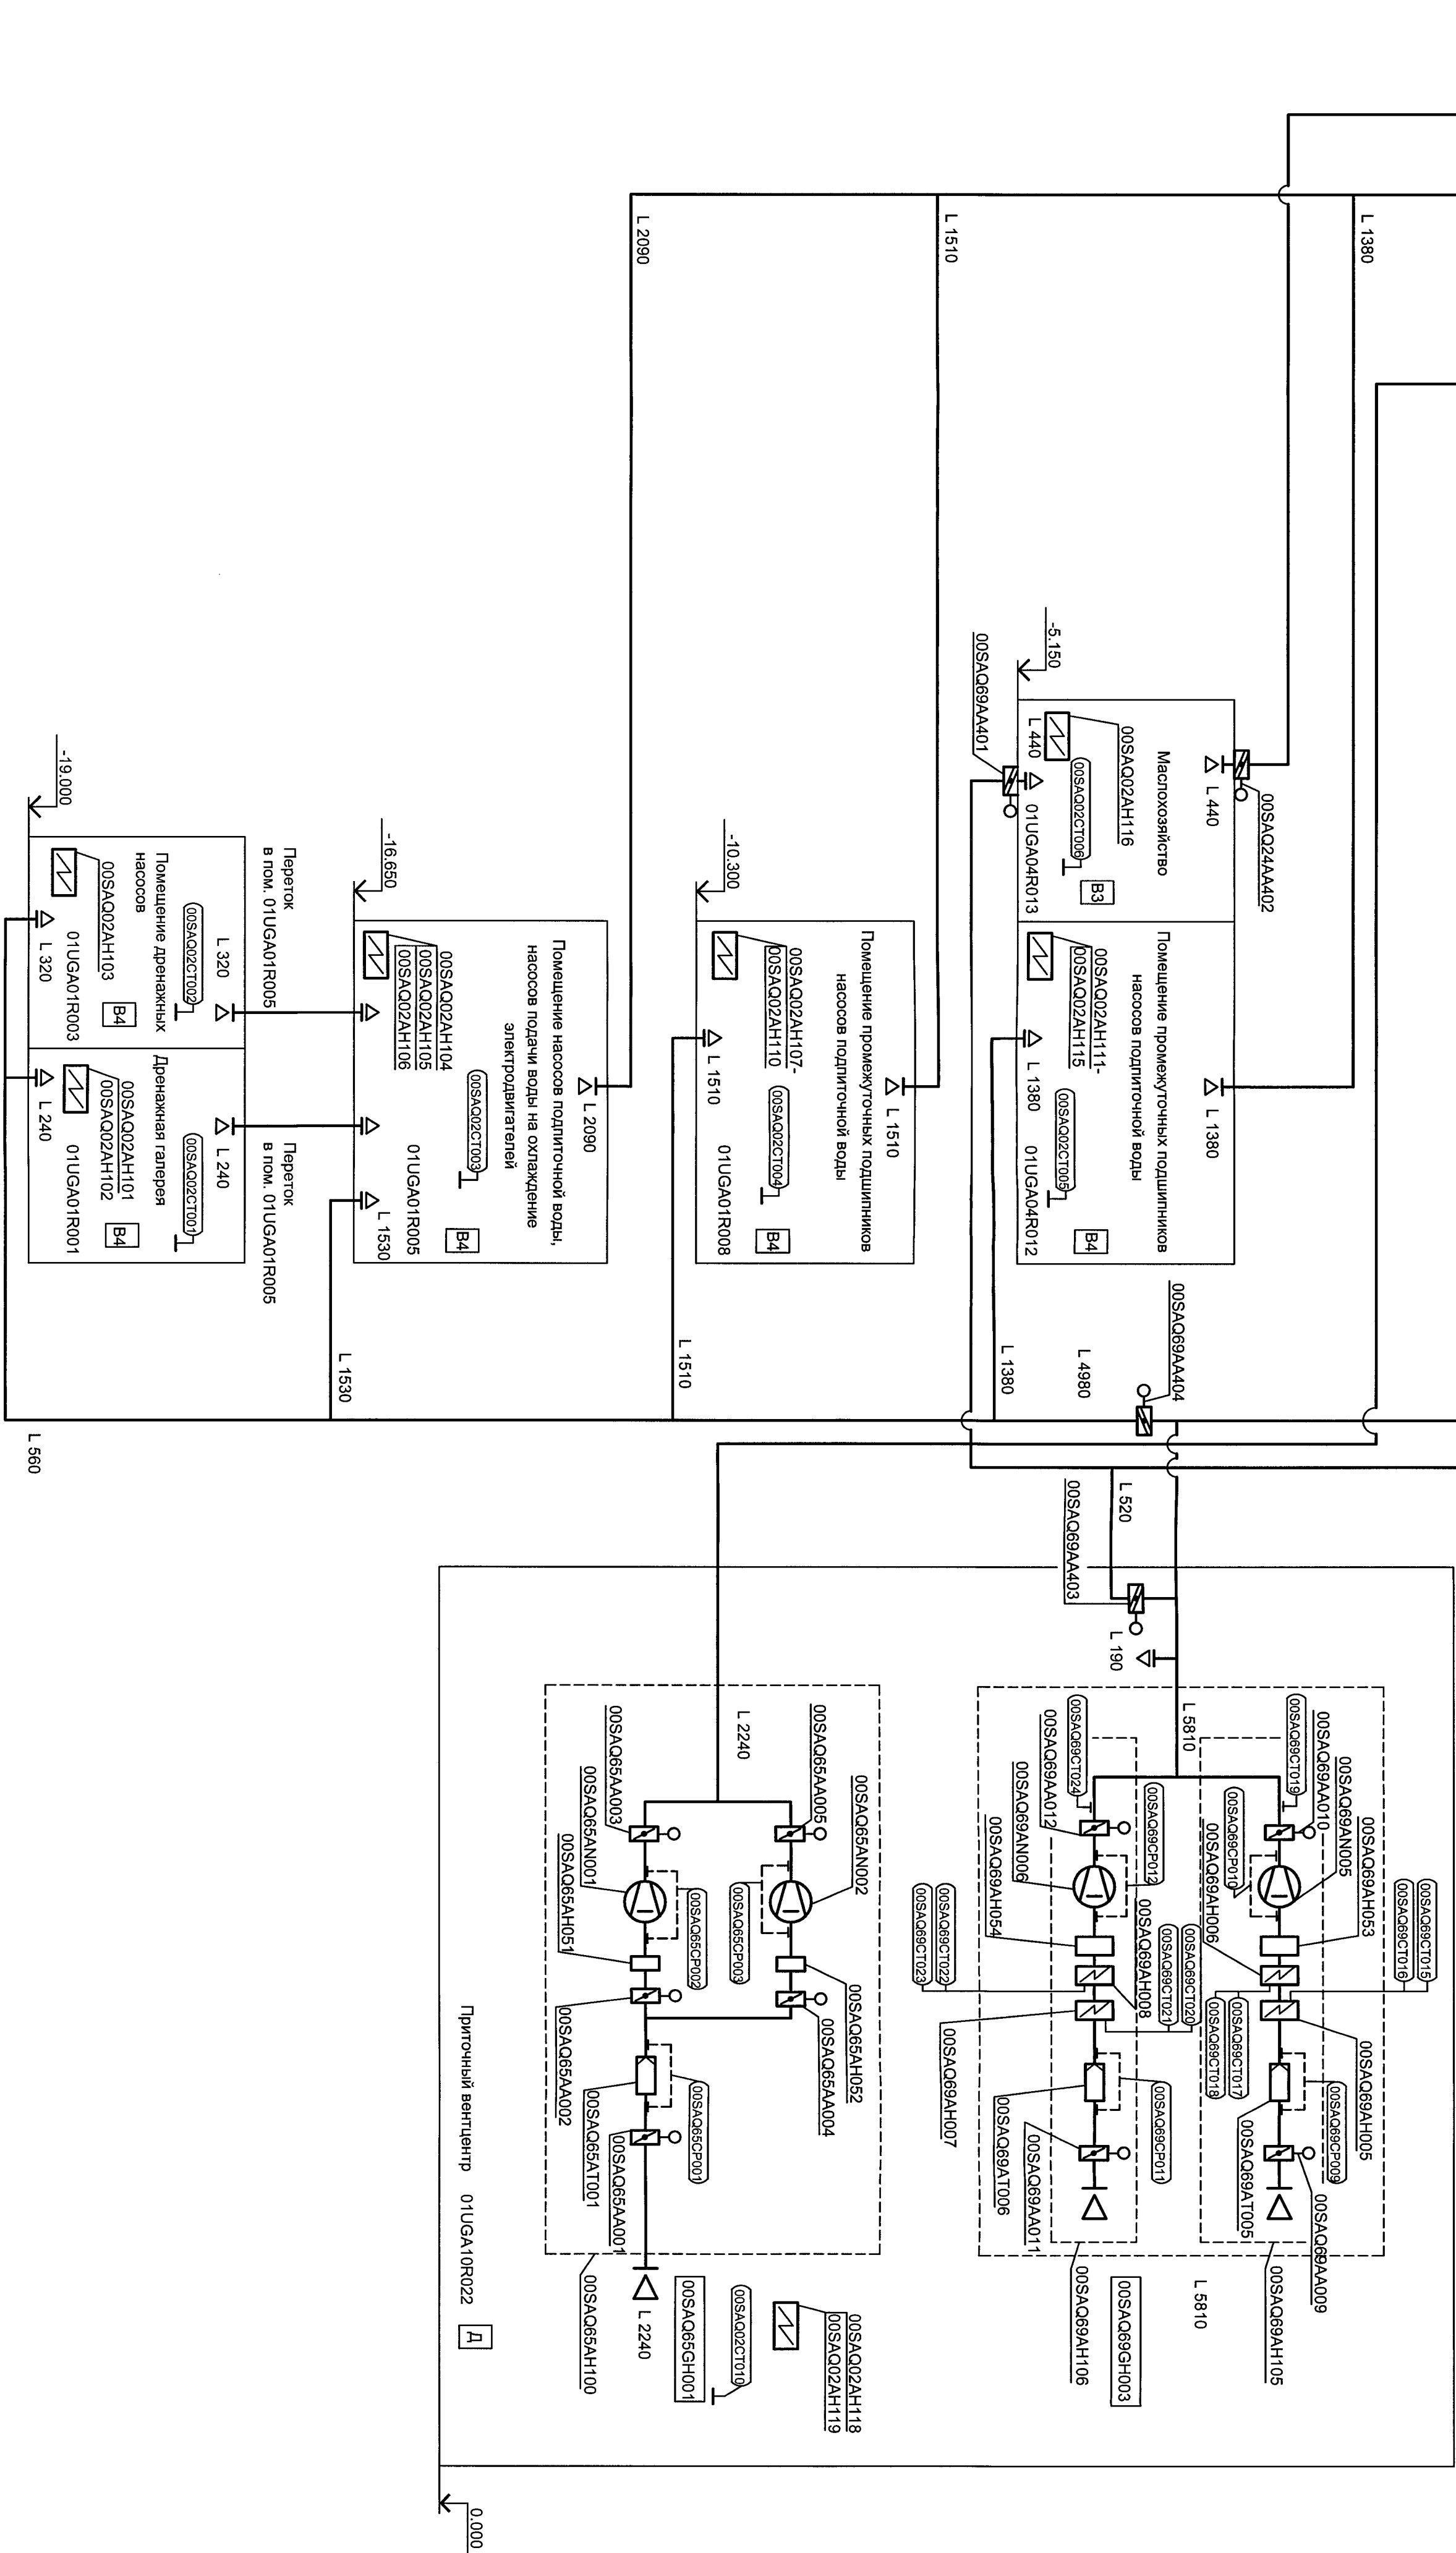 L 1380
L 1510
L 2090
00SAQ24AA402
L 440
Маслохозяйство
00SAQ02AH116
00SAQ02CT006
B3
L 440
01UGA04R013
-5.150
00SAQ69AA401
L 1380
Помещение промежуточных подшипников
насосов подпиточной воды
00SAQ02AH111-
00SAQ02AH115
00SAQ02CT005
B4
L 1380
01UGA04R012
L 1510
Помещение промежуточных подшипников
насосов подпиточной воды
00SAQ02AH107-
00SAQ02AH110
00SAQ02CT004
B4
L 1510
01UGA01R008
-10.300
L 2090
Помещение насосов подпиточной воды,
насосов подачи воды на охлаждение
электродвигателей
00SAQ02AH104
00SAQ02AH105
00SAQ02AH106
00SAQ02CT003
B4
01UGA01R005
L 1530
-16.650
Переток
в пом. 01UGA01R005
Переток
в пом. 01UGA01R005
L 320
00SAQ02CT002
Помещение дренажных
насосов
00SAQ02AH103
B4
01UGA01R003
L 320
-19.000
L 240
00SAQ02CT001
Дренажная галерея
00SAQ02AH101
00SAQ02AH102
B4
01UGA01R001
L 240
00SAQ69AA404
L 4980
L 1380
L 1510
L 1530
L 560
L 520
00SAQ69AA403
L 190
L 5810
00SAQ69CT015
00SAQ69CT016
00SAQ69AH053
00SAQ69AN005
00SAQ69AA010
00SAQ69CT019
00SAQ69CP010
00SAQ69AH006
00SAQ69CT017
00SAQ69CT018
00SAQ69AH005
00SAQ69CP009
00SAQ69AT005
00SAQ69AA009
00SAQ69AH105
L 5810
00SAQ69CT020
00SAQ69CT021
00SAQ69CP012
00SAQ69AH008
00SAQ69CT024
00SAQ69AA012
00SAQ69AN006
00SAQ69AH054
00SAQ69CT022
00SAQ69CT023
00SAQ69AH007
00SAQ69CP011
00SAQ69AA011
00SAQ69AT006
00SAQ69GH003
00SAQ69AH106
00SAQ65AN002
00SAQ65AA005
L 2240
00SAQ65CP003
00SAQ65AH052
00SAQ65AA004
00SAQ65CP002
00SAQ65AA003
00SAQ65AN001
00SAQ65AH051
00SAQ65AA002
00SAQ65CP001
00SAQ65AA001
00SAQ65AT001
00SAQ02AH118
00SAQ02AH119
00SAQ02CT010
00SAQ65GH001
L 2240
00SAQ65AH100
Приточный вентцентр 01UGA10R022
Д
0.000